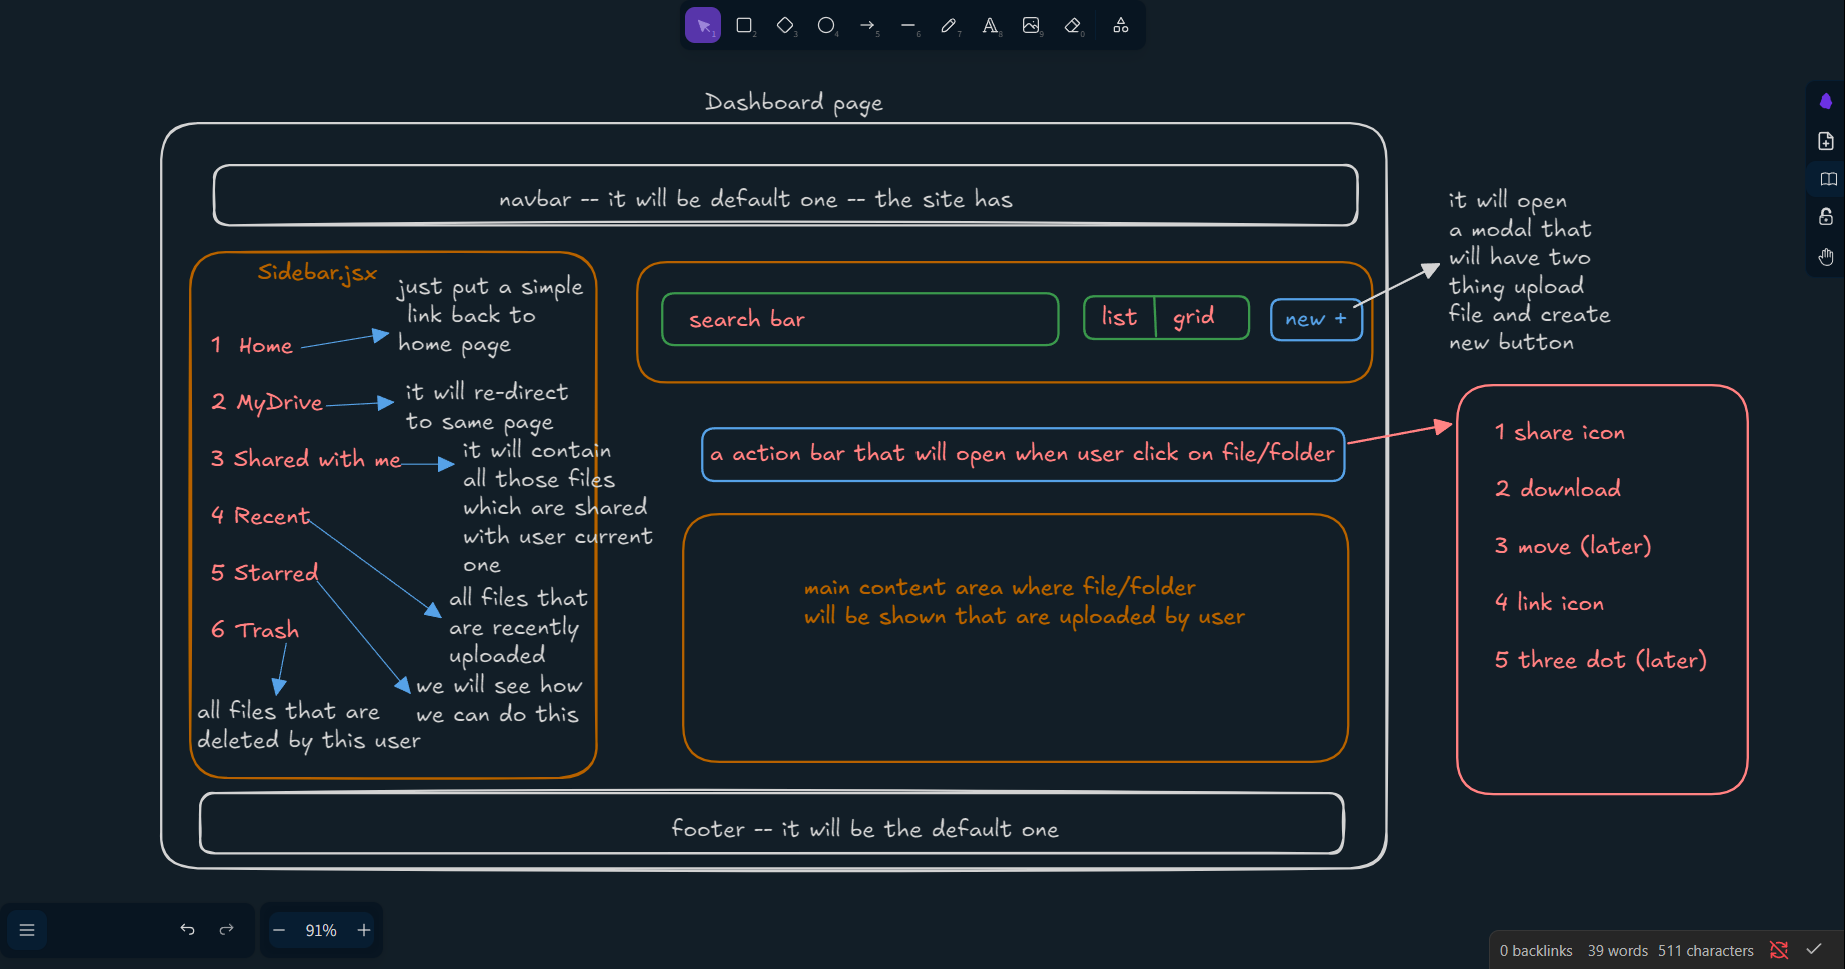 1
2
3
4
5
6
7
8
9
0
Dashboard page
navbar -- it will be default one -- the site has
Sidebar.jsx
just put a simple
link back to
home page
1 Home
2 MyDrive
it will re-direct
to same page
3 Shared with me
it will contain
all those files
which are shared
with user current
one
4 Recent
all files that
are recently
uploaded
5 Starred
we will see how
we can do this
6 Trash
all files that are
deleted by this user
search bar
list
grid
new +
it will open
a modal that
will have two
thing upload
file and create
new button
a action bar that will open when user click on file/folder
1 share icon
2 download
3 move (later)
4 link icon
5 three dot (later)
main content area where file/folder
will be shown that are uploaded by user
footer -- it will be the default one
91%
0 backlinks 39 words 511 characters